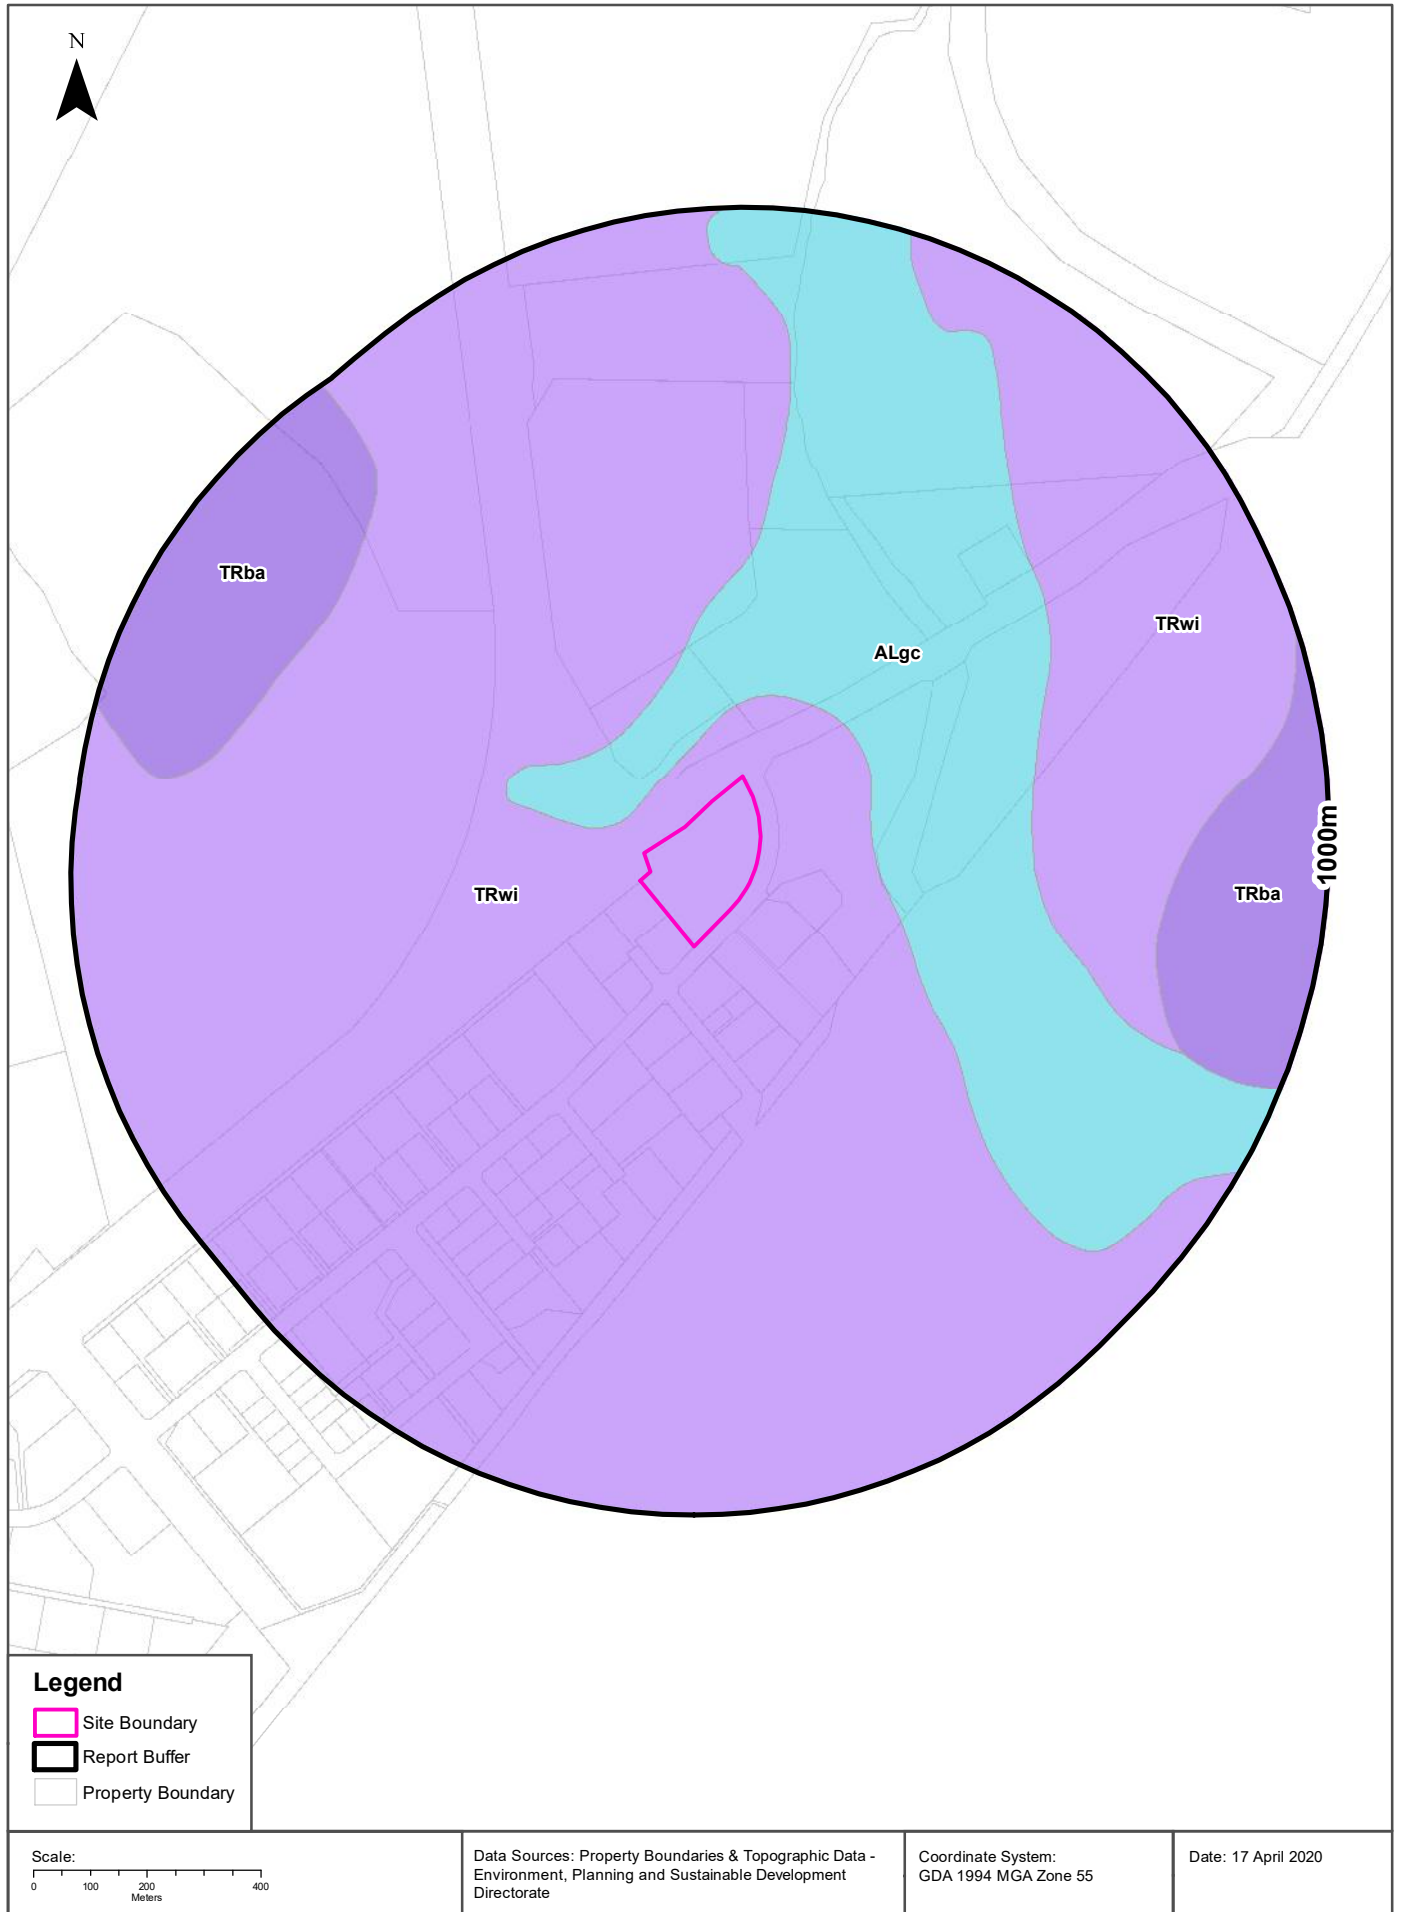 N
TRba
TRwi
ALgc
1000m
TRba
TRwi
Legend
Site Boundary
Report Buffer
Property Boundary
Scale:
0 100 200 400
Meters
Data Sources: Property Boundaries & Topographic Data -
Environment, Planning and Sustainable Development
Directorate
Coordinate System:
GDA 1994 MGA Zone 55
Date: 17 April 2020